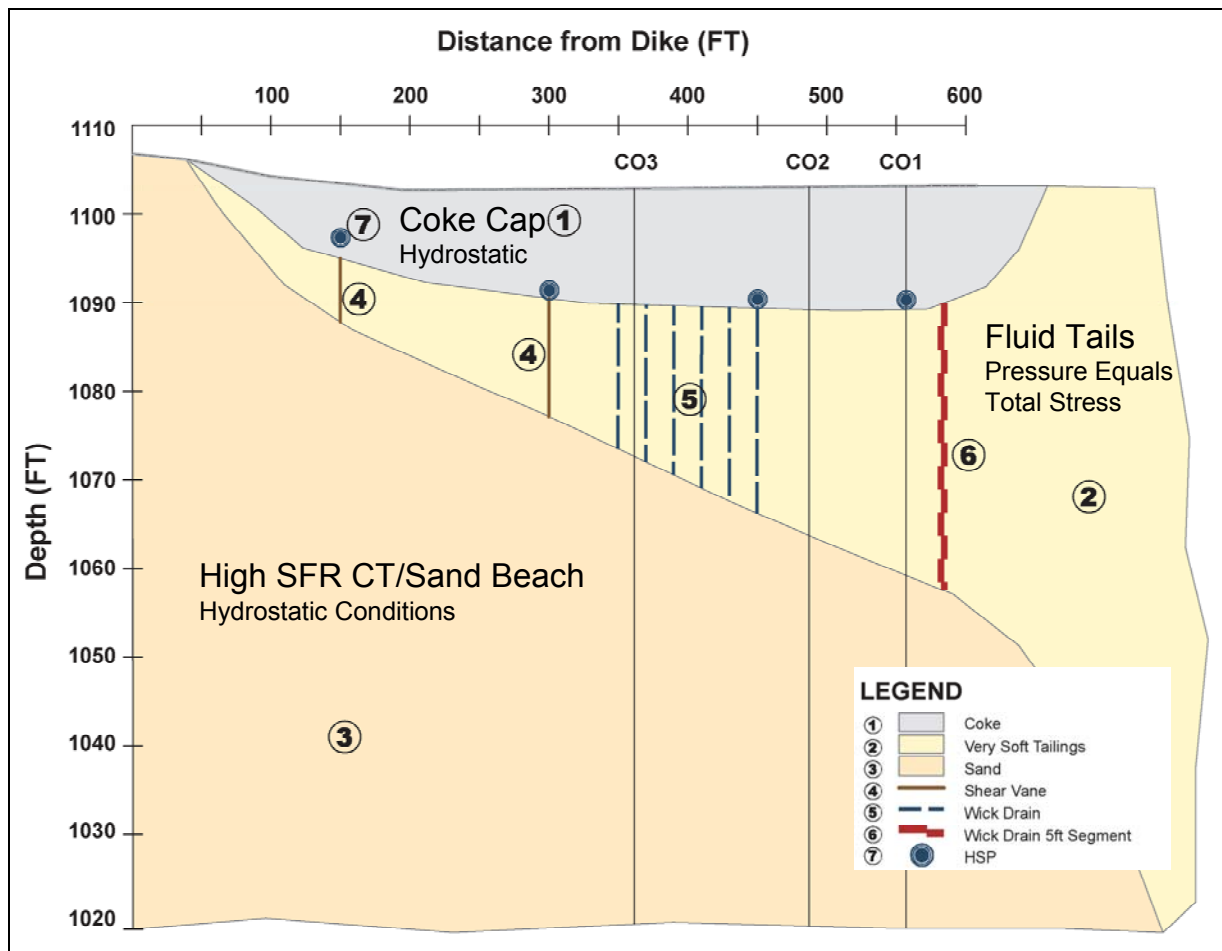 Distance from Dike (FT)
100 200 300 400 500 600
1110
CO3 CO2 CO1
1100
7 Coke Cap 1
Hydrostatic
1090
4
Fluid Tails
Pressure Equals
Total Stress
4
1080
5
1070
6
2
Depth (FT)
1060
High SFR CT/Sand Beach
Hydrostatic Conditions
1050
LEGEND
1 Coke
2 Very Soft Tailings
3 Sand
4 Shear Vane
5 Wick Drain
6 Wick Drain 5ft Segment
7 HSP
1040
3
1030
1020